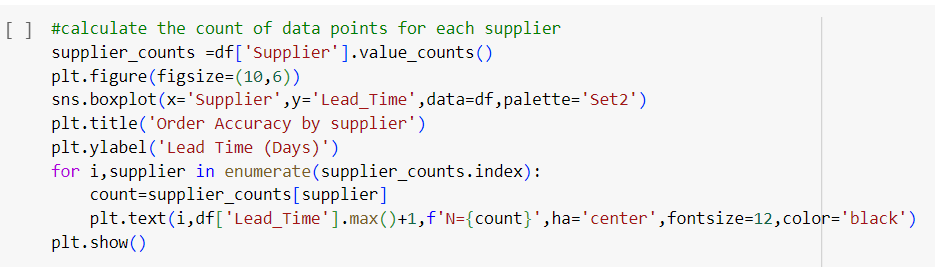 [ ] #calculate the count of data points for each supplier
supplier_counts =df['Supplier'].value_counts()
plt.figure(figsize=(10,6))
sns.boxplot(x='Supplier',y='Lead_Time',data=df,palette='Set2')
plt.title('Order Accuracy by supplier')
plt.ylabel('Lead Time (Days)')
for i,supplier in enumerate(supplier_counts.index):
    count=supplier_counts[supplier]
    plt.text(i,df['Lead_Time'].max()+1,f'N={count}',ha='center',fontsize=12,color='black')
plt.show()